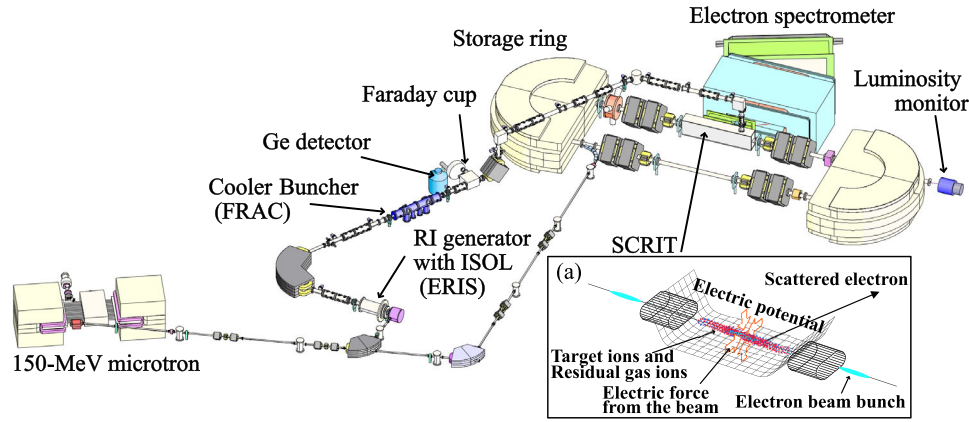 Electron spectrometer
Storage ring
Luminosity
monitor
Faraday cup
Ge detector
Cooler Buncher
(FRAC)
RI generator
with ISOL
(ERIS)
SCRIT
150-MeV microtron
(a)
Scattered electron
Electric potential
Target ions and
Residual gas ions
Electric force
from the beam
Electron beam bunch